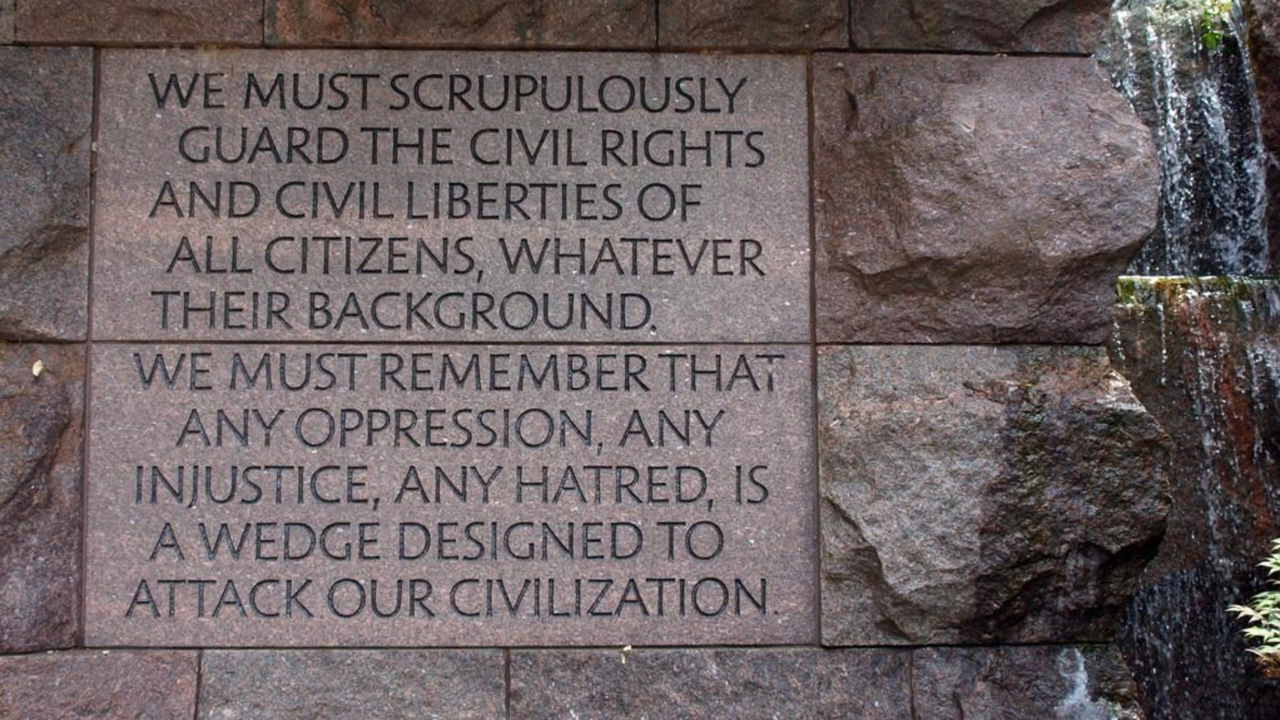 WE MUST SCRUPULOUSLY
GUARD THE CIVIL RIGHTS
AND CIVIL LIBERTIES OF
ALL CITIZENS, WHATEVER
THEIR BACKGROUND.
WE MUST REMEMBER THAT
ANY OPPRESSION, ANY
INJUSTICE, ANY HATRED, IS
A WEDGE DESIGNED TO
ATTACK OUR CIVILIZATION.